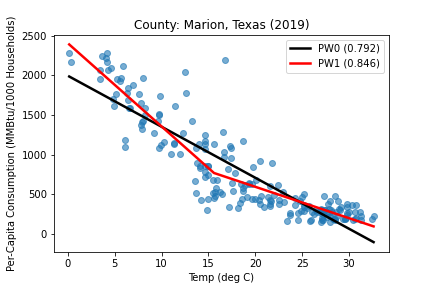 County: Marion, Texas (2019)
PW0 (0.792)
PW1 (0.846)
Per-Capita Consumption (MMBtu/1000 Households)
2500
2000
1500
1000
500
0
0 5 10 15 20 25 30
Temp (deg C)